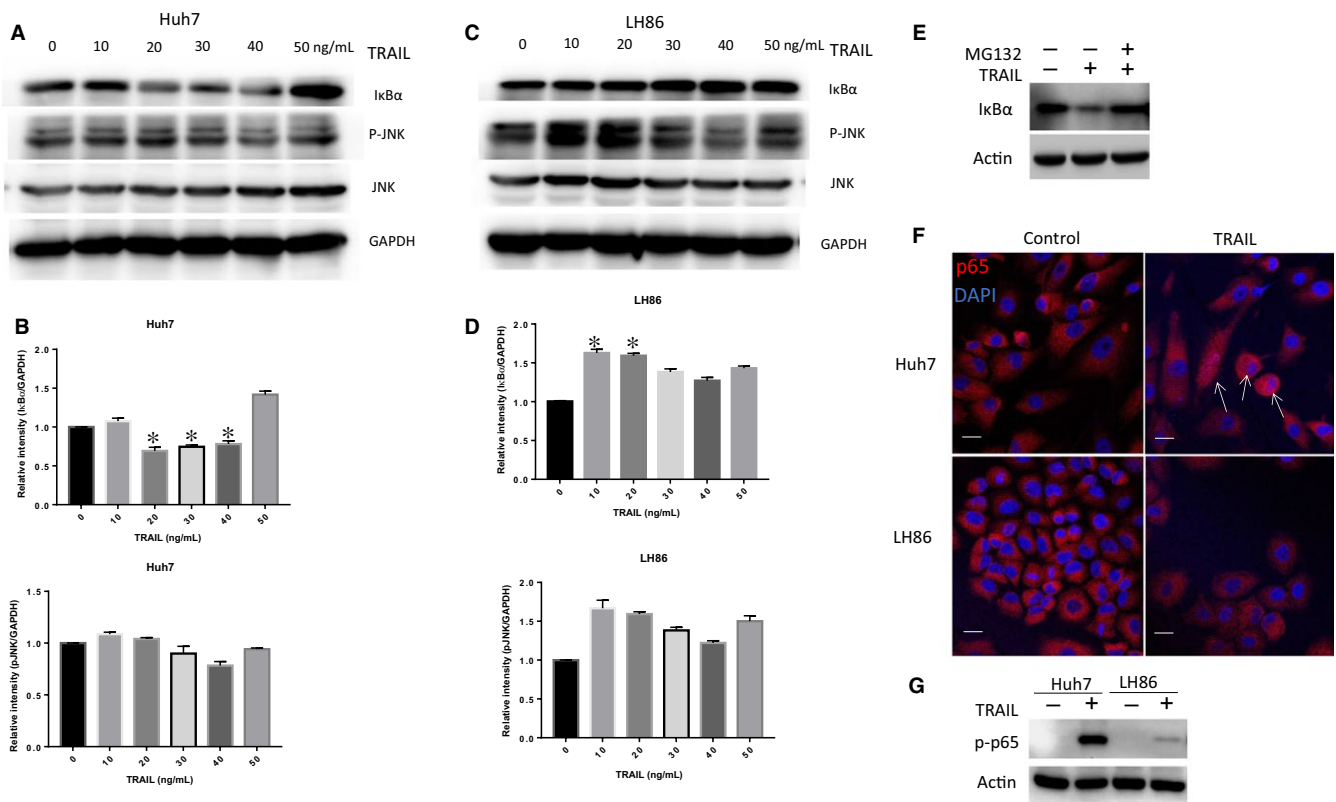 A
Huh7
0 10 20 30 40 50 ng/mL TRAIL
IκBα
P-JNK
JNK
GAPDH
B
Huh7
Relative intensity (IκBα/GAPDH)
2.0
1.5
1.0
0.5
0.0
* * *
0 10 20 30 40 50
TRAIL (ng/mL)
Huh7
Relative intensity (pJNK/GAPDH)
1.5
1.0
0.5
0.0
0 10 20 30 40 50
TRAIL (ng/mL)
C
LH86
0 10 20 30 40 50 ng/mL TRAIL
IκBα
P-JNK
JNK
GAPDH
D
LH86
Relative intensity (IκBα/GAPDH)
2.0
1.5
1.0
0.5
0.0
* *
0 10 20 30 40 50
TRAIL (ng/mL)
LH86
Relative intensity (pJNK/GAPDH)
2.0
1.5
1.0
0.5
0.0
0 10 20 30 40 50
TRAIL (ng/mL)
E
MG132 − − +
TRAIL − + +
IκBα
Actin
F
Control TRAIL
p65
DAPI
Huh7
LH86
G
Huh7 LH86
TRAIL − + − +
p-p65
Actin